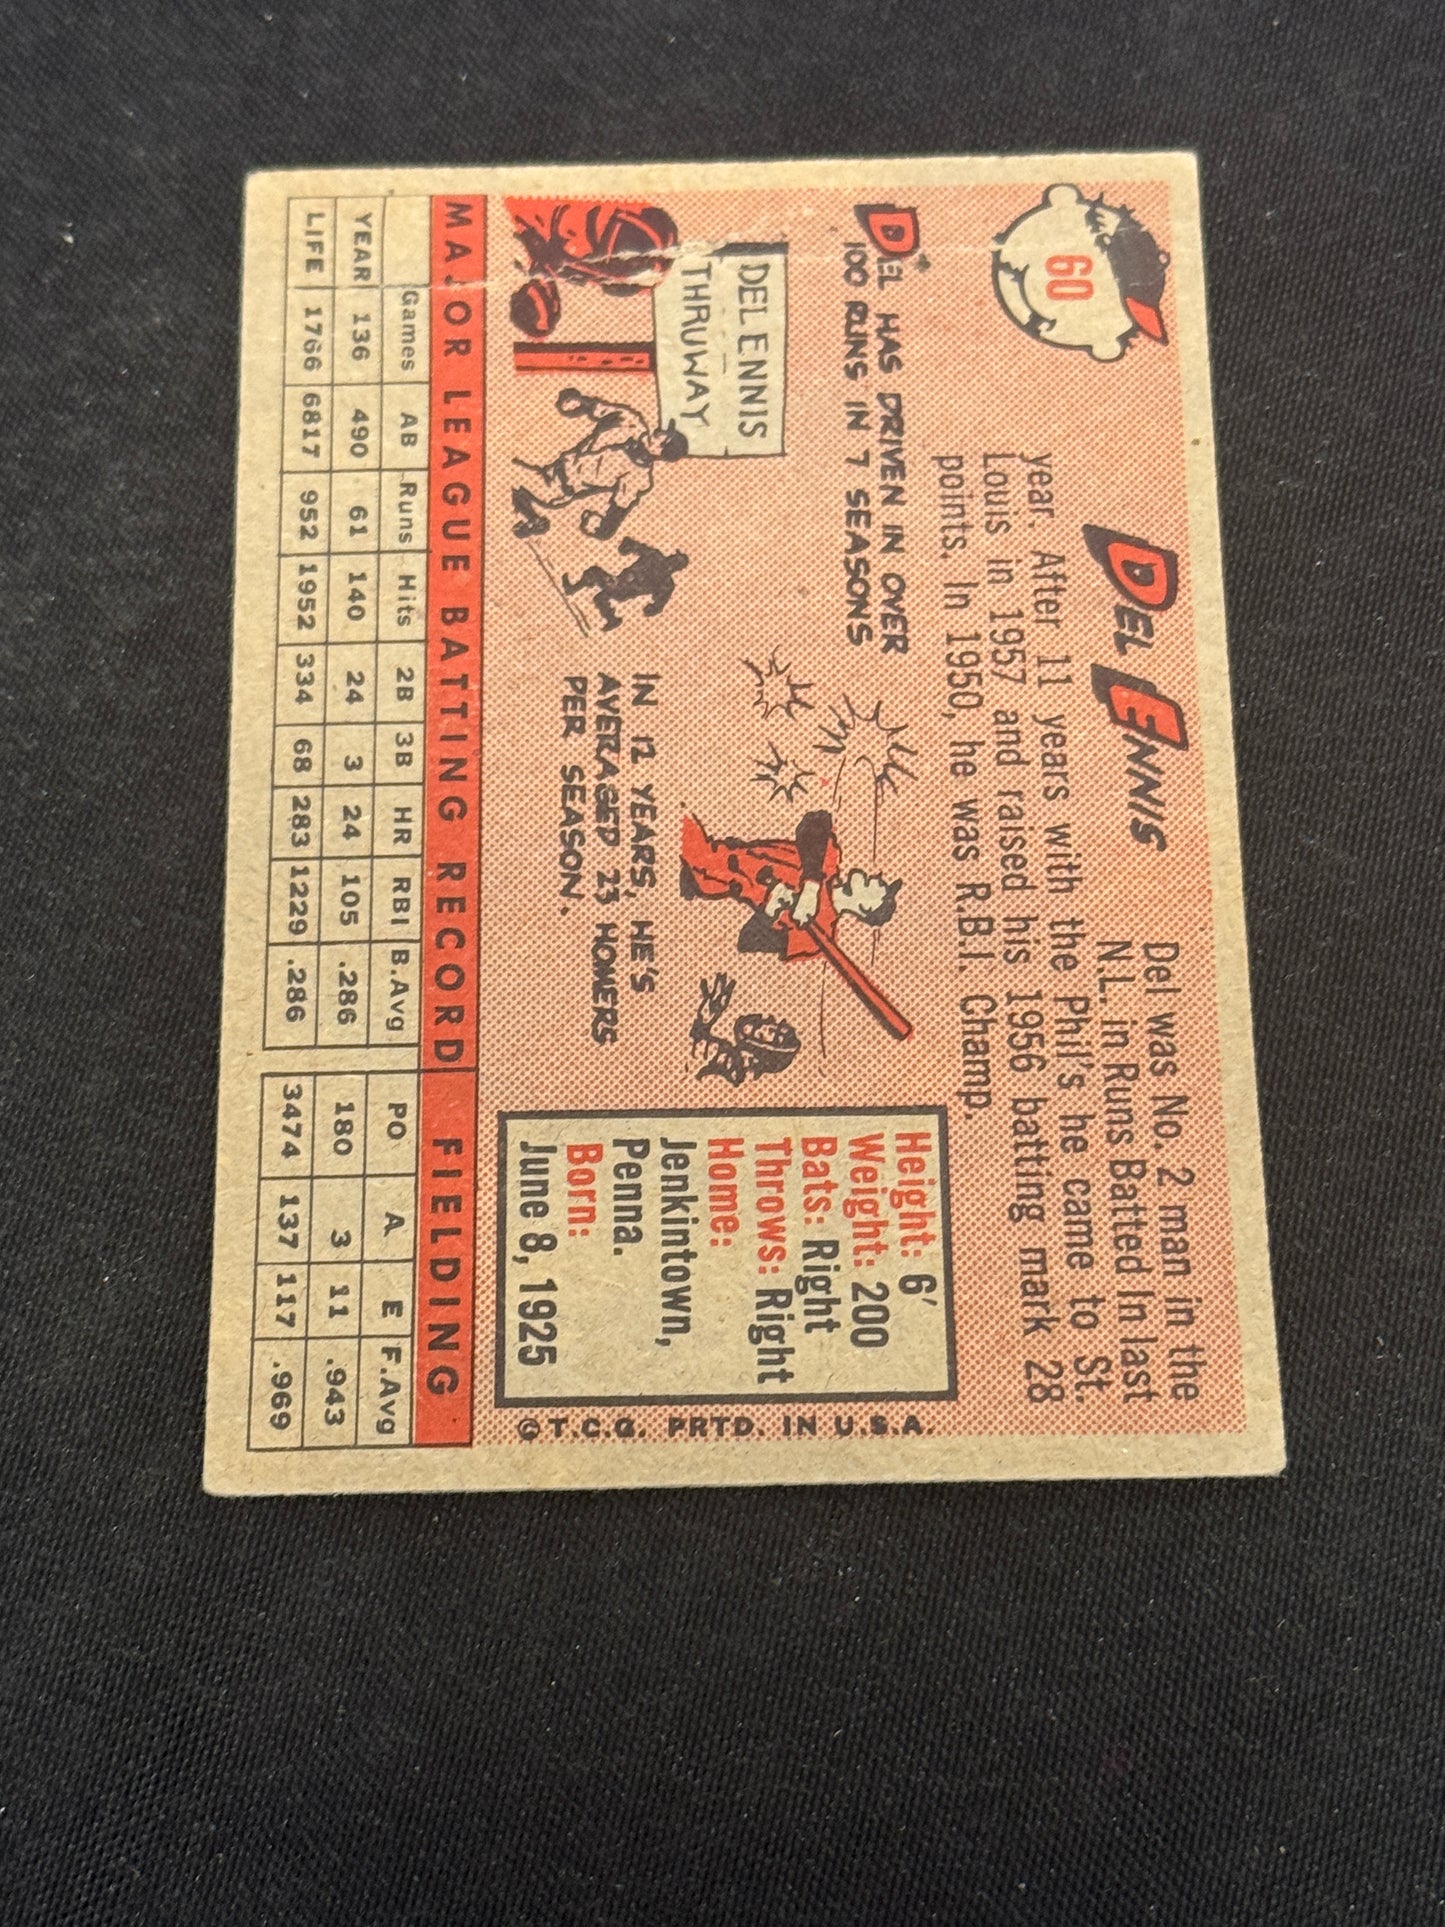 60
DEL ENNIS
Del was No. 2 man in the
N.L. in Runs Batted In last
year. After 11 years with the Phil's he came to St.
Louis in 1957 and raised his 1956 batting mark 28
points. In 1950, he was R.B.I. Champ.
DEL HAS DRIVEN IN OVER
100 RUNS IN 7 SEASONS
DEL ENNIS
THRUWAY
IN 12 YEARS, HE'S
AVERAGED 23 HOMERS
PER SEASON.
Height: 6'
Weight: 200
Bats: Right
Throws: Right
Home:
Jenkintown,
Penna.
Born:
June 8, 1925
© T.C.G. PRTD. IN U.S.A.
MAJOR LEAGUE BATTING RECORD FIELDING
Games AB Runs Hits 2B 3B HR RBI B.Avg PO A E F.Avg
YEAR 136 490 61 140 24 3 24 105 .286 180 3 11 .943
LIFE 1766 6817 952 1952 334 68 283 1229 .286 3474 137 117 .969